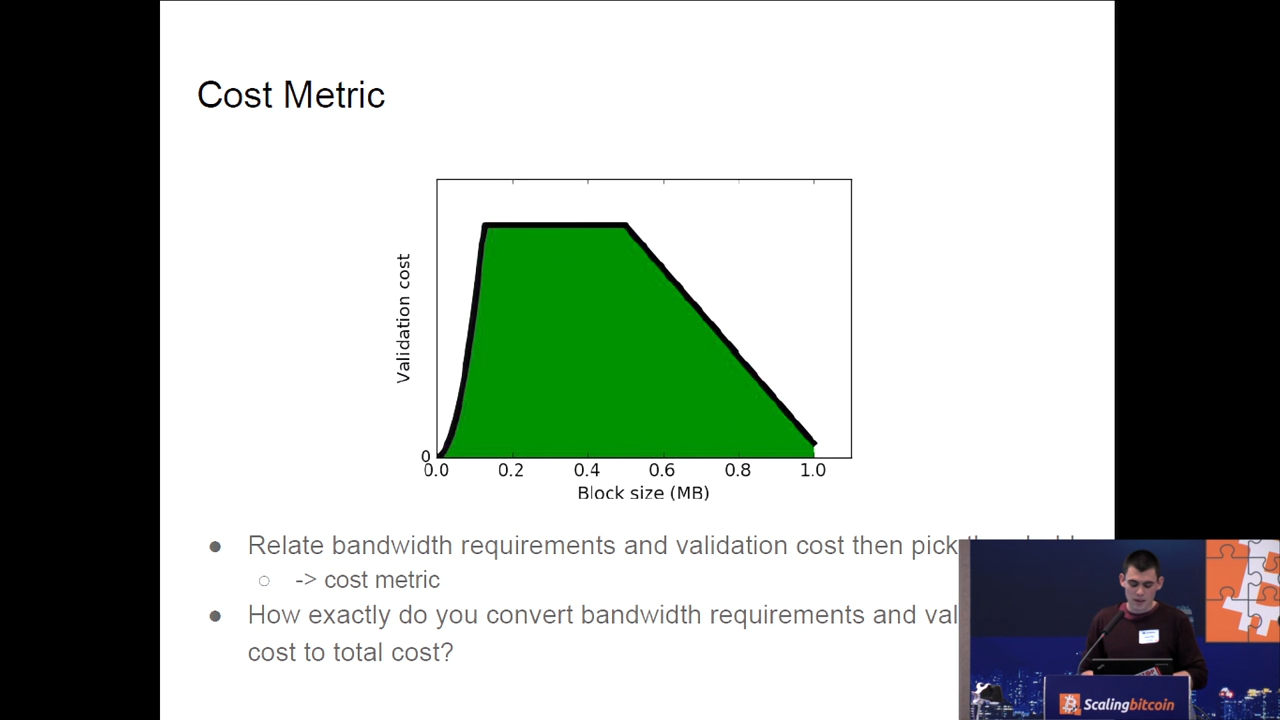 Cost Metric
Validation cost
0
0.0 0.2 0.4 0.6 0.8 1.0
Block size (MB)
● Relate bandwidth requirements and validation cost then pick
○ -> cost metric
● How exactly do you convert bandwidth requirements and
cost to total cost?
Scalingbitcoin